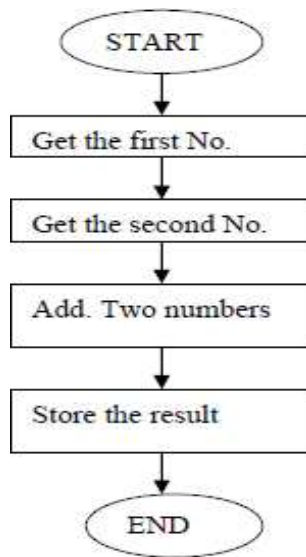 START
Get the first No.
Get the second No.
Add. Two numbers
Store the result
END